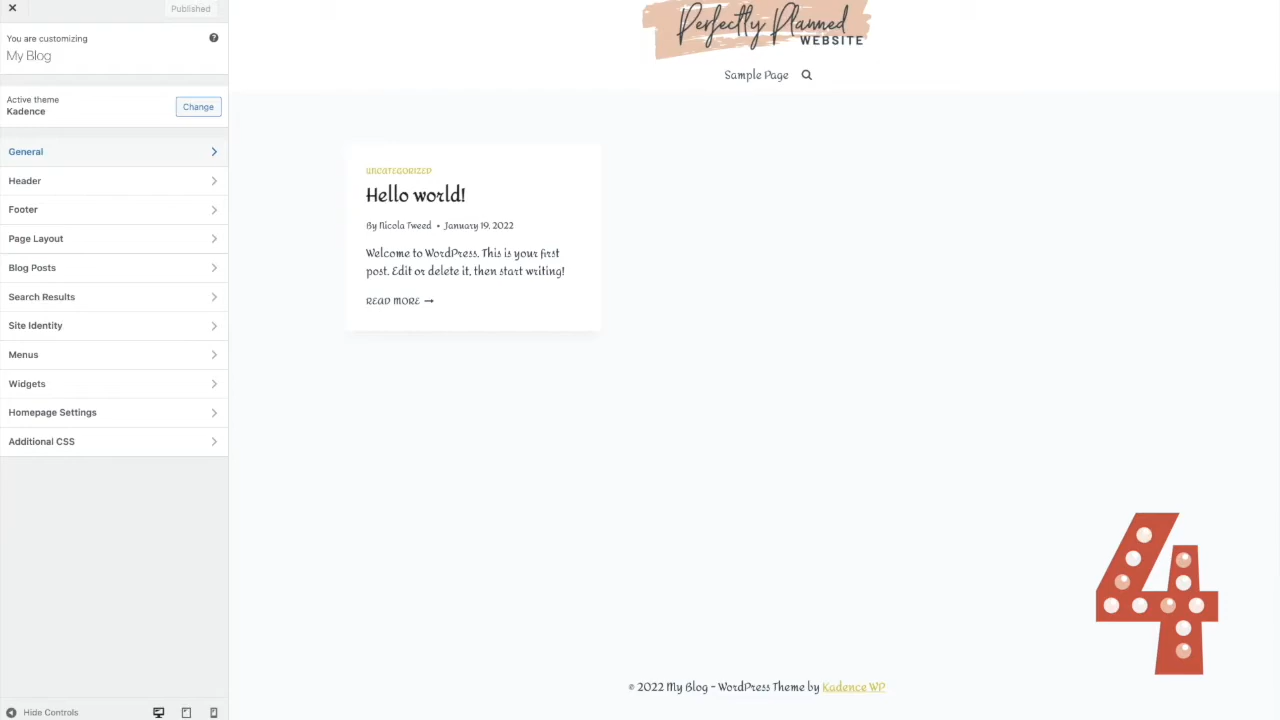 Published
You are customizing
My Blog
Active theme
Kadence
Change
General
Header
Footer
Page Layout
Blog Posts
Search Results
Site Identity
Menus
Widgets
Homepage Settings
Additional CSS
Hide Controls
Perfectly Planned
WEBSITE
Sample Page
UNCATEGORIZED
Hello world!
By Nicola Tweed • January 19, 2022
Welcome to WordPress. This is your first
post. Edit or delete it, then start writing!
READ MORE →
4
© 2022 My Blog - WordPress Theme by Kadence WP